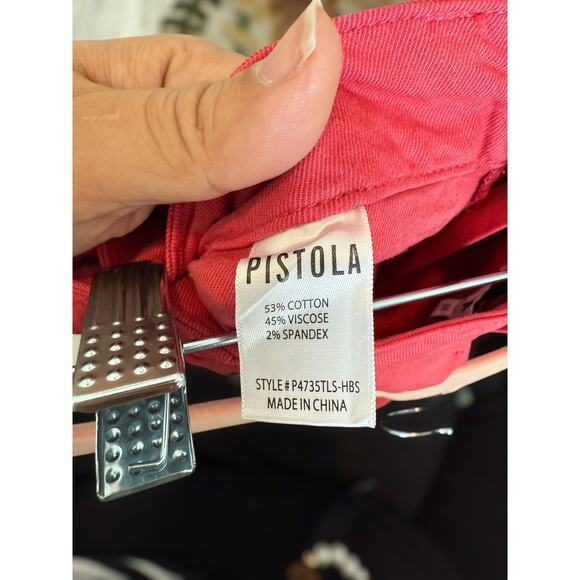 PISTOLA
53% COTTON
45% VISCOSE
2% SPANDEX
STYLE # P4735TLS-HBS
MADE IN CHINA